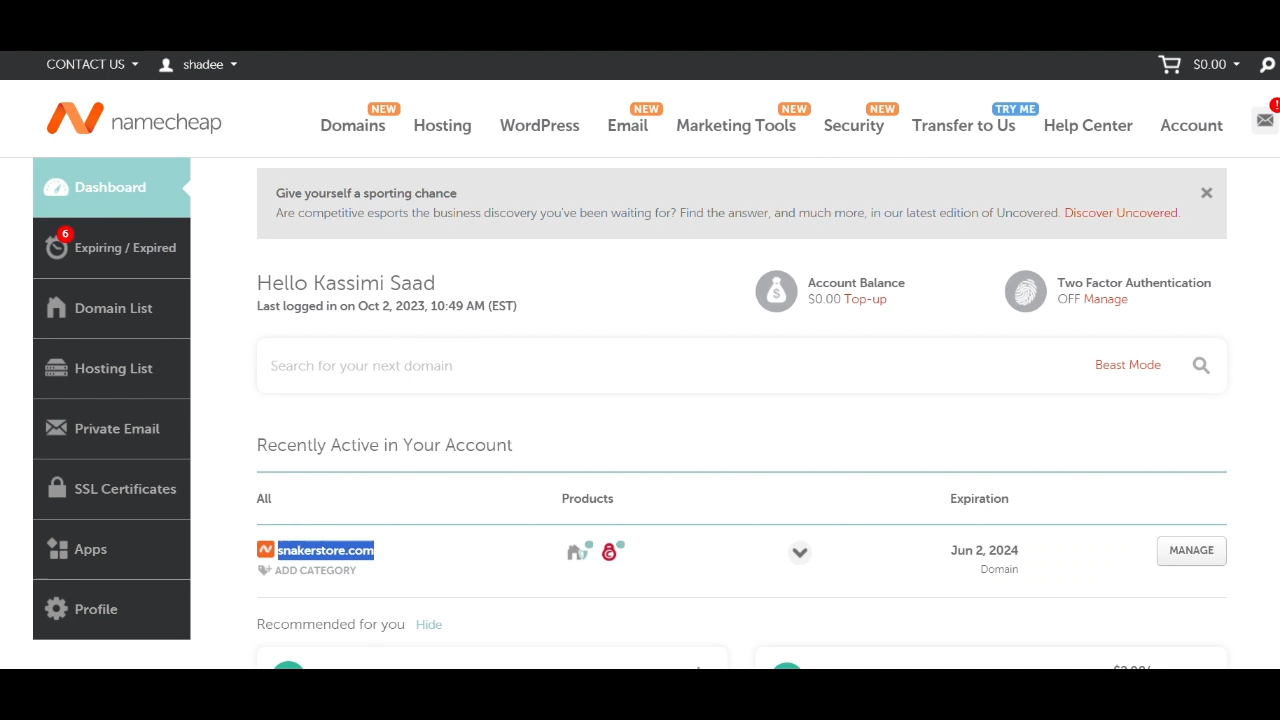 CONTACT US
shadee
$0.00
namecheap
NEW
NEW
NEW
NEW
TRY ME
Domains
Hosting
WordPress
Email
Marketing Tools
Security
Transfer to Us
Help Center
Account
!
Dashboard
6
Expiring / Expired
Domain List
Hosting List
Private Email
SSL Certificates
Apps
Profile
Give yourself a sporting chance
Are competitive esports the business discovery you've been waiting for? Find the answer, and much more, in our latest edition of Uncovered. Discover Uncovered.
Hello Kassimi Saad
Last logged in on Oct 2, 2023, 10:49 AM (EST)
Account Balance
$0.00 Top-up
Two Factor Authentication
OFF Manage
Search for your next domain
Beast Mode
Recently Active in Your Account
All
Products
Expiration
snakerstore.com
ADD CATEGORY
Jun 2, 2024
Domain
MANAGE
Recommended for you
Hide